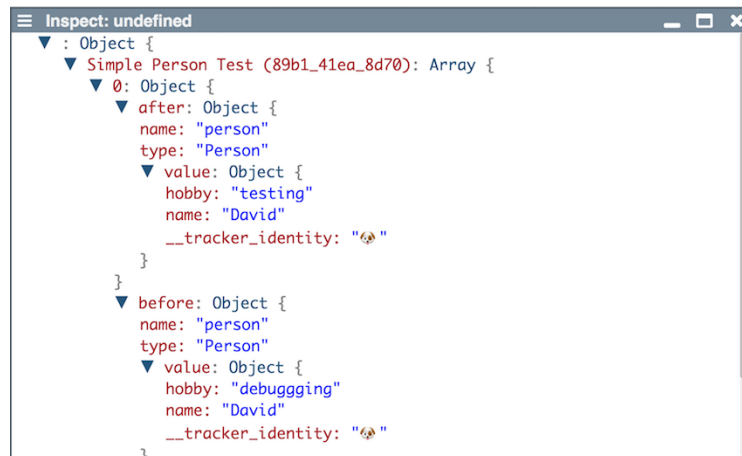 Inspect: undefined
▼ : Object {
▼ Simple Person Test (89b1_41ea_8d70): Array {
▼ 0: Object {
▼ after: Object {
name: "person"
type: "Person"
▼ value: Object {
hobby: "testing"
name: "David"
__tracker_identity: "🐶"
}
}
▼ before: Object {
name: "person"
type: "Person"
▼ value: Object {
hobby: "debuggging"
name: "David"
__tracker_identity: "🐶"
}